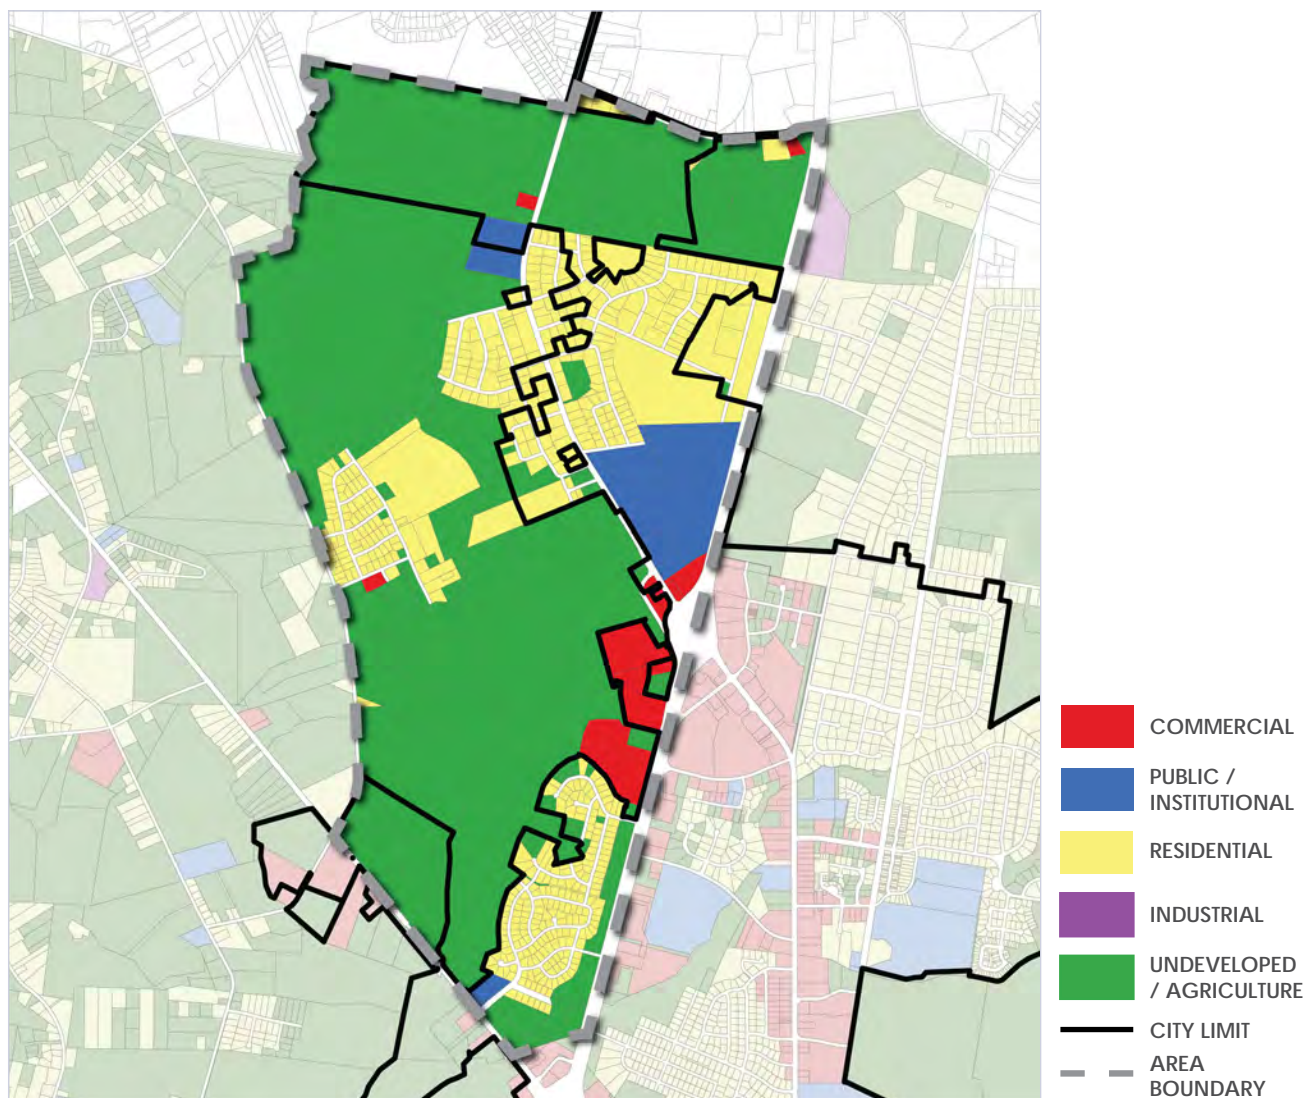 COMMERCIAL
PUBLIC /
INSTITUTIONAL
RESIDENTIAL
INDUSTRIAL
UNDEVELOPED
/ AGRICULTURE
CITY LIMIT
AREA
BOUNDARY